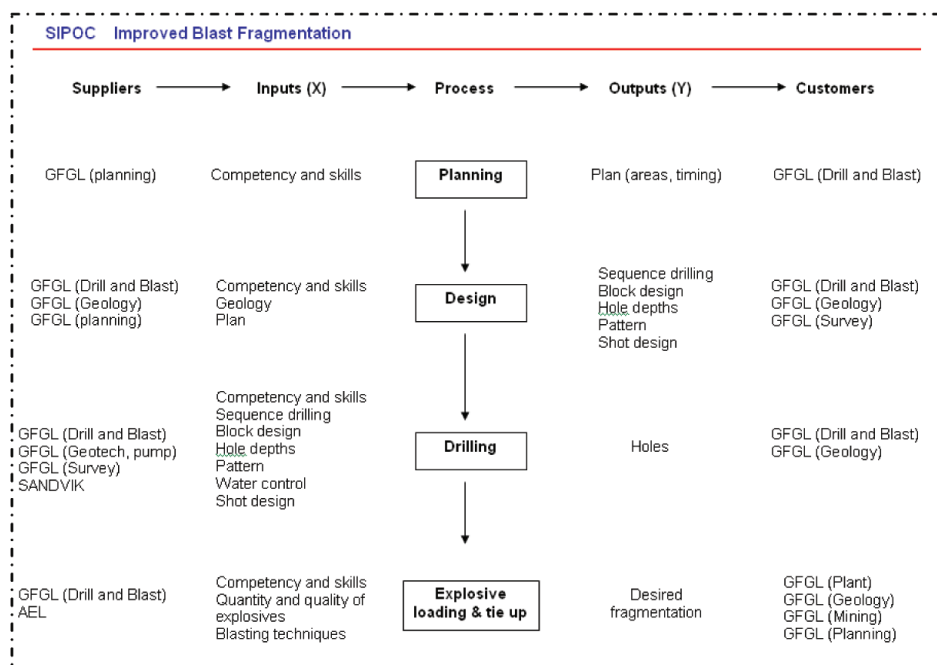 SIPOC Improved Blast Fragmentation
Suppliers Inputs (X) Process Outputs (Y) Customers
GFGL (planning)
Competency and skills
Planning
Plan (areas, timing)
GFGL (Drill and Blast)
GFGL (Drill and Blast)
GFGL (Geology)
GFGL (planning)
Competency and skills
Geology
Plan
Design
Sequence drilling
Block design
Hole depths
Pattern
Shot design
GFGL (Drill and Blast)
GFGL (Geology)
GFGL (Survey)
GFGL (Drill and Blast)
GFGL (Geotech, pump)
GFGL (Survey)
SANDVIK
Competency and skills
Sequence drilling
Block design
Hole depths
Pattern
Water control
Shot design
Drilling
Holes
GFGL (Drill and Blast)
GFGL (Geology)
GFGL (Drill and Blast)
AEL
Competency and skills
Quantity and quality of
explosives
Blasting techniques
Explosive
loading & tie up
Desired
fragmentation
GFGL (Plant)
GFGL (Geology)
GFGL (Mining)
GFGL (Planning)